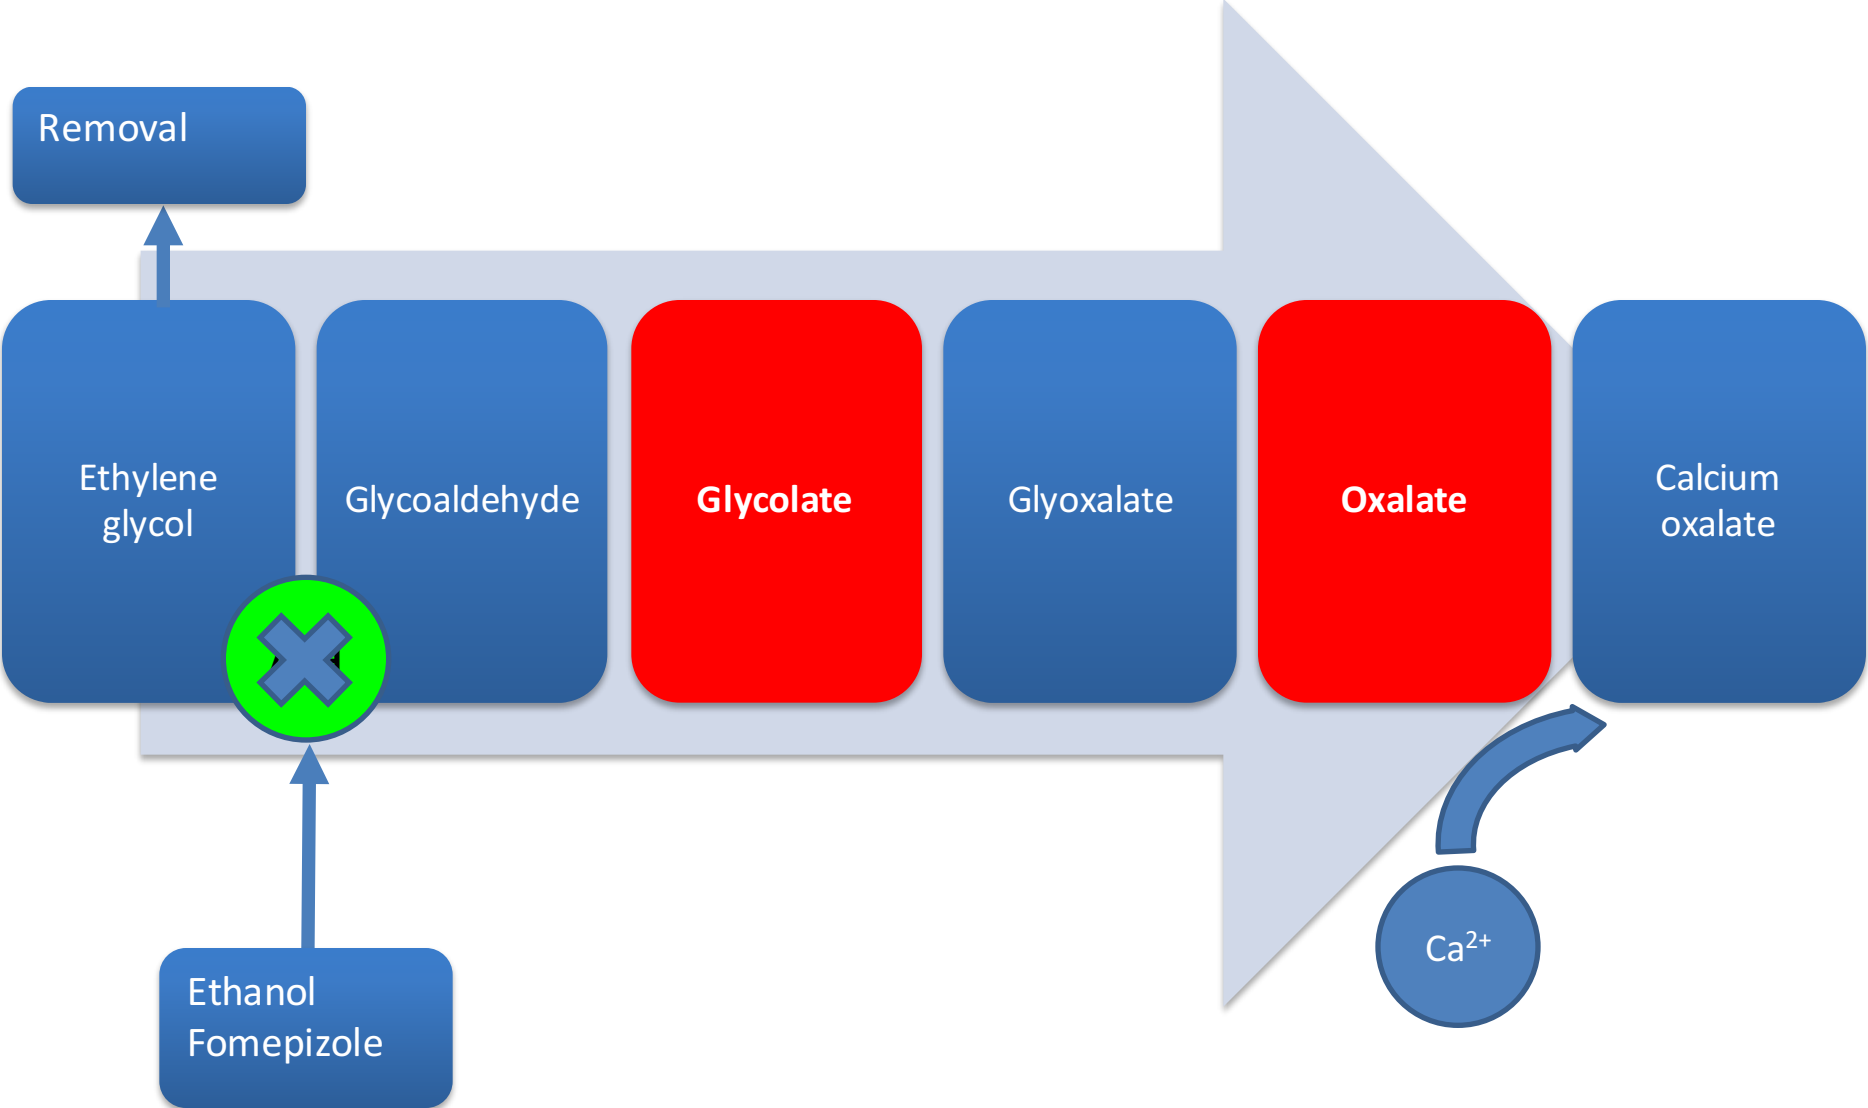 Removal
Ethylene
glycol
Glycoaldehyde
Glycolate
Glyoxalate
Oxalate
Calcium
oxalate
Ca²⁺
Ethanol
Fomepizole